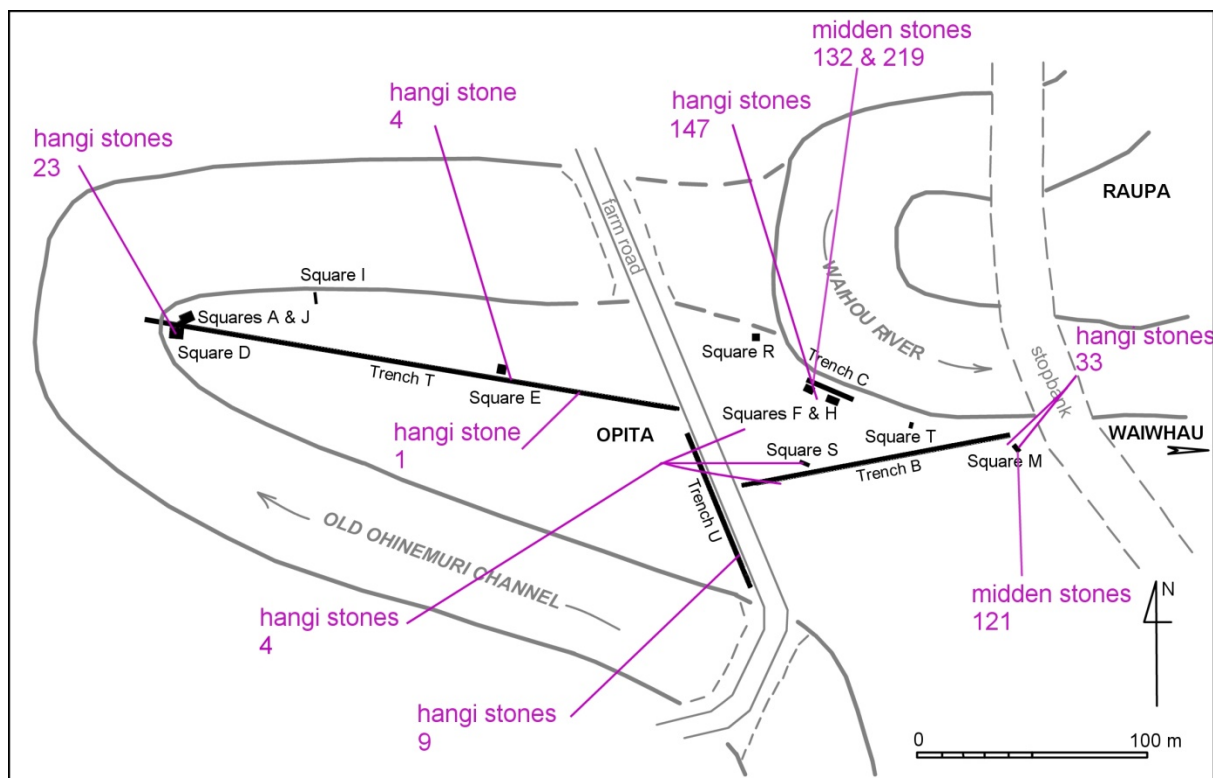 midden stones
132 & 219
hangi stone
4
hangi stones
147
hangi stones
23
RAUPA
farm road
WAIHOU RIVER
Square I
Squares A & J
Square D
Trench T
Square E
Square R
Trench C
hangi stones
33
stopbank
Squares F & H
OPITA
Square T
WAIWHAU
hangi stone
1
Square S
Trench B
Square M
Trench U
OLD OHINEMURI CHANNEL
hangi stones
4
midden stones
121
N
hangi stones
9
0 100 m